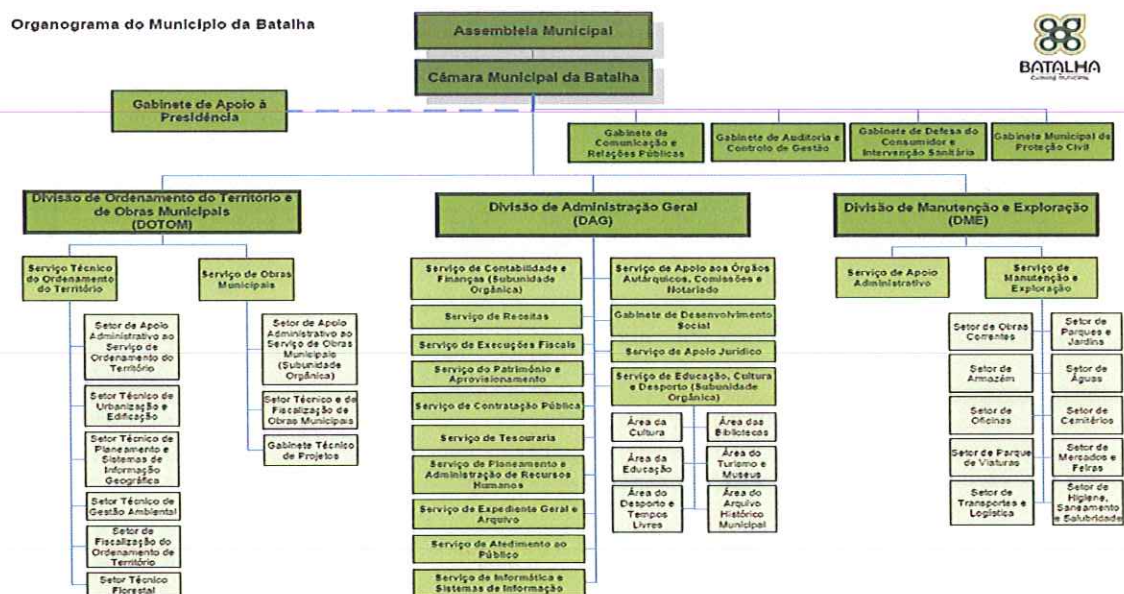 Organograma do Município da Batalha
Assembleia Municipal
BATALHA
Câmara Municipal
Câmara Municipal da Batalha
Gabinete de Apoio à
Presidência
Gabinete de
Comunicação e
Relações Públicas
Gabinete de Auditoria e
Controlo de Gestão
Gabinete de Defesa do
Consumidor e
Intervenção Sanitária
Gabinete Municipal de
Proteção Civil
Divisão de Ordenamento do Território e
de Obras Municipais
(DOTOM)
Serviço Técnico
do Ordenamento
do Território
Setor de Apoio
Administrativo ao
Serviço de
Ordenamento do
Território
Setor Técnico de
Urbanização e
Edificação
Setor Técnico de
Planeamento e
Sistemas de
Informação
Geográfica
Setor Técnico de
Gestão Ambiental
Setor de
Fiscalização do
Ordenamento de
Território
Setor Técnico
Florestal
Serviço de Obras
Municipais
Setor de Apoio
Administrativo ao
Serviço de Obras
Municipais
(Subunidade
Orgânica)
Setor Técnico e de
Fiscalização de
Obras Municipais
Gabinete Técnico
de Projetos
Divisão de Administração Geral
(DAG)
Serviço de Contabilidade e
Finanças (Subunidade
Orgânica)
Serviço de Receitas
Serviço de Execuções Fiscais
Serviço do Património e
Aprovisionamento
Serviço de Contratação Pública
Serviço de Tesouraria
Serviço de Planeamento e
Administração de Recursos
Humanos
Serviço de Expediente Geral e
Arquivo
Serviço de Atedimento ao
Público
Serviço de Informática e
Sistemas de Informação
Serviço de Apoio aos Órgãos
Autárquicos, Comissões e
Notariado
Gabinete de Desenvolvimento
Social
Serviço de Apoio Jurídico
Serviço de Educação, Cultura
e Desporto (Subunidade
Orgânica)
Área da
Cultura
Área das
Bibliotecas
Área da
Educação
Área do
Turismo e
Museus
Área do
Desporto e
Tempos
Livres
Área do
Arquivo
Histórico
Municipal
Divisão de Manutenção e Exploração
(DME)
Serviço de Apoio
Administrativo
Serviço de
Manutenção e
Exploração
Setor de Obras
Correntes
Setor de
Parques e
Jardins
Setor de
Armazém
Setor de
Águas
Setor de
Oficinas
Setor de
Cemitérios
Setor de Parque
de Viaturas
Setor de
Mercados e
Feiras
Setor de
Transportes e
Logística
Setor de
Higiene,
Saneamento
e Salubridade